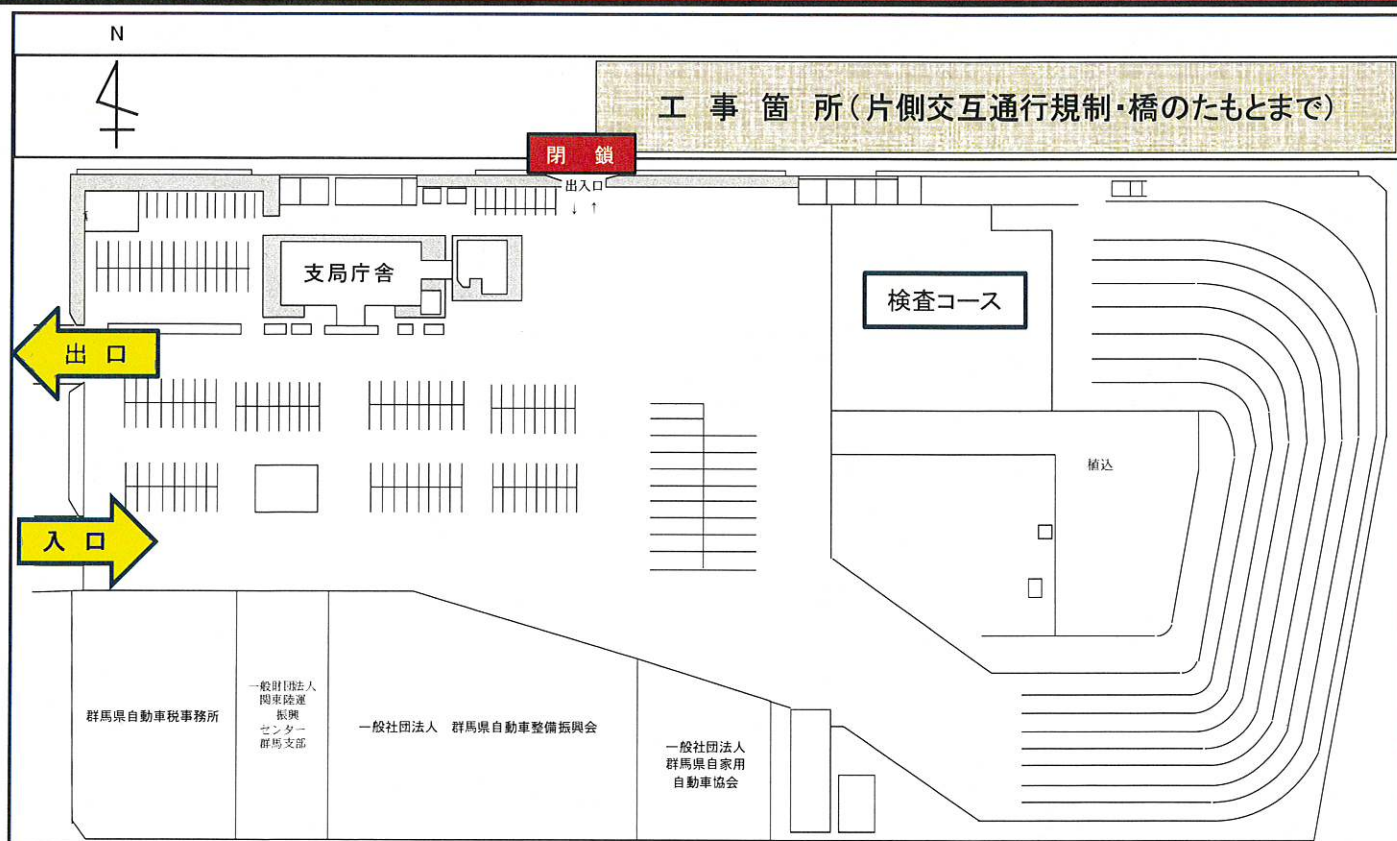 N
工事箇所(片側交互通行規制・橋のたもとまで)
閉鎖
出入口
↓ ↑
支局庁舎
検査コース
出口
植込
入口
群馬県自動車税事務所
一般財団法人
関東陸運
振興
センター
群馬支部
一般社団法人 群馬県自動車整備振興会
一般社団法人
群馬県自家用
自動車協会